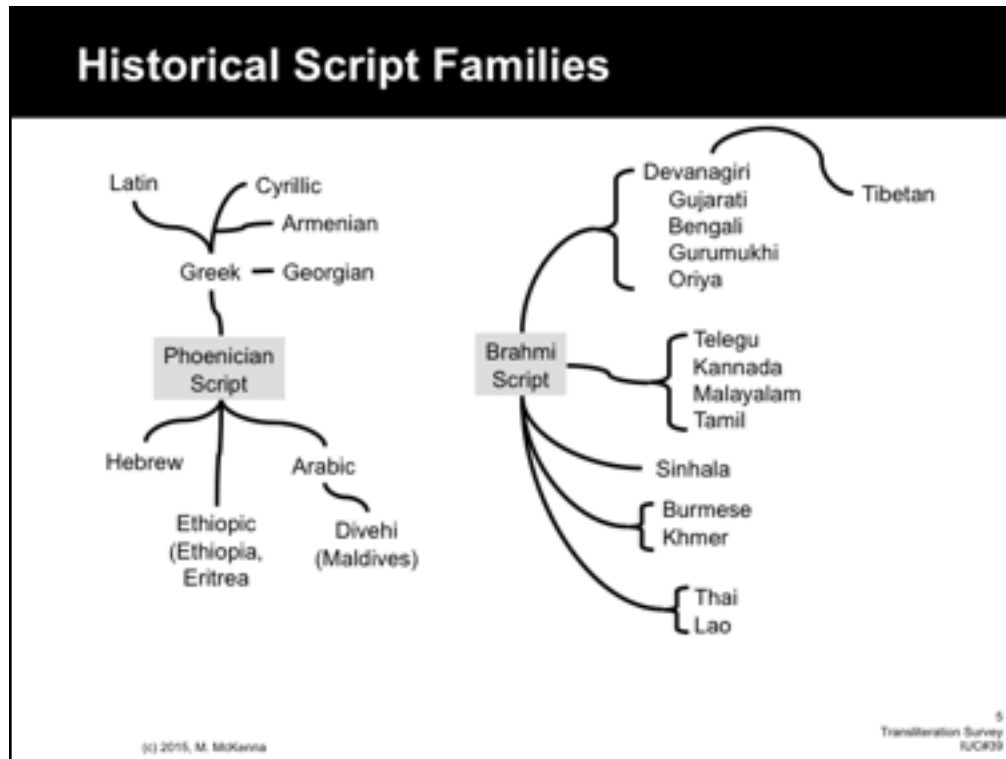 Historical Script Families
Latin
Cyrillic
Armenian
Greek
Georgian
Phoenician
Script
Hebrew
Arabic
Ethiopic
(Ethiopia,
Eritrea
Divehi
(Maldives)
Devanagiri
Gujarati
Bengali
Gurumukhi
Oriya
Tibetan
Brahmi
Script
Telegu
Kannada
Malayalam
Tamil
Sinhala
Burmese
Khmer
Thai
Lao
(c) 2015, M. McKenna
5
Transliteration Survey
IUC#39